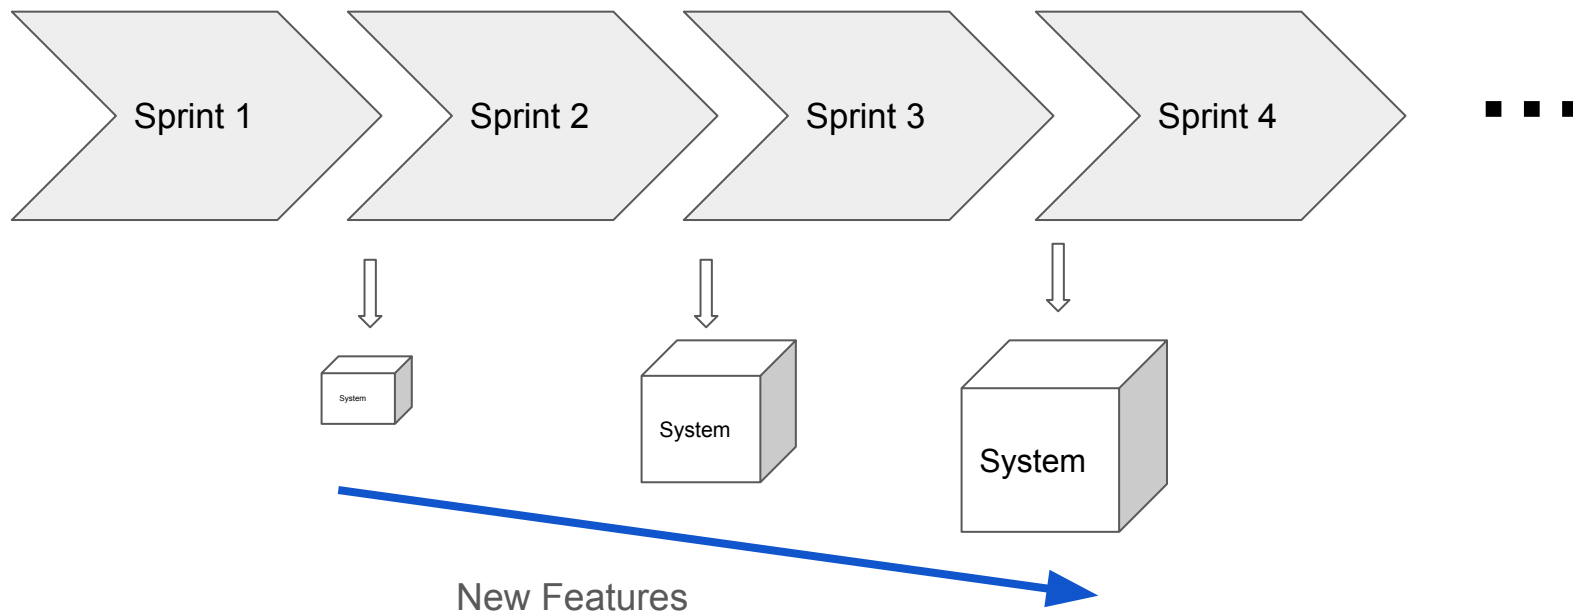 Sprint 1
Sprint 2
Sprint 3
Sprint 4
...
System
System
System
New Features